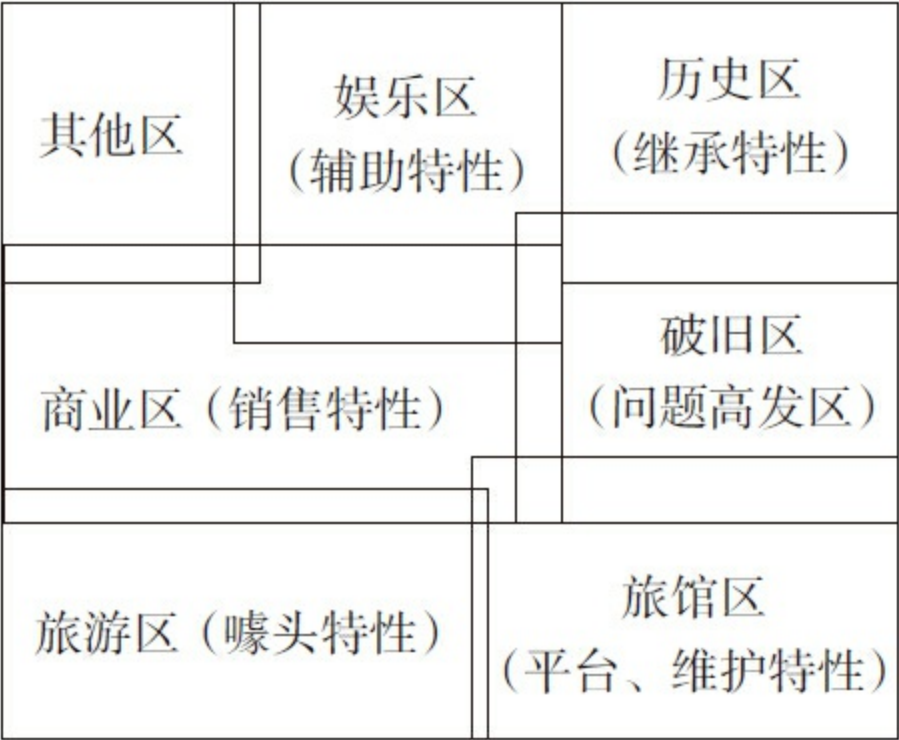 其他区
娱乐区
（辅助特性）
历史区
（继承特性）
商业区（销售特性）
破旧区
（问题高发区）
旅游区（噱头特性）
旅馆区
（平台、维护特性）